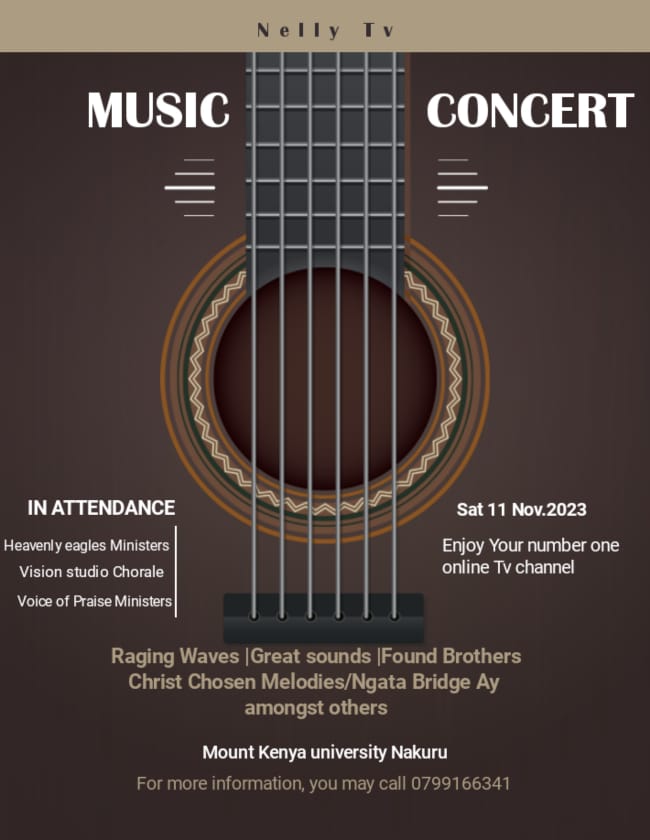 Nelly Tv
MUSIC CONCERT
IN ATTENDANCE
Heavenly eagles Ministers
Vision studio Chorale
Voice of Praise Ministers
Sat 11 Nov.2023
Enjoy Your number one
online Tv channel
Raging Waves |Great sounds |Found Brothers
Christ Chosen Melodies/Ngata Bridge Ay
amongst others
Mount Kenya university Nakuru
For more information, you may call 0799166341